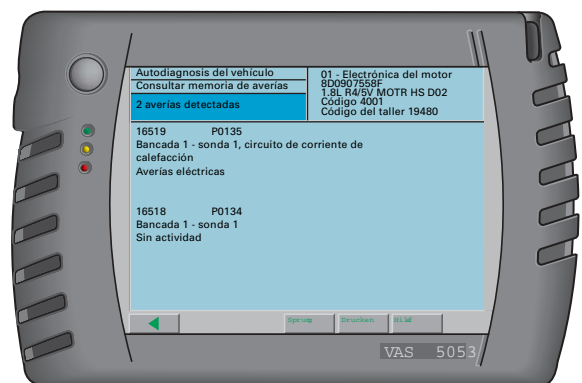 Autodiagnosis del vehículo
Consultar memoria de averías
2 averías detectadas
01 - Electrónica del motor
8D0907558F
1.8L R4/5V MOTR HS D02
Código 4001
Código del taller 19480
16519 P0135
Bancada 1 - sonda 1, circuito de corriente de
calefacción
Averías eléctricas
16518 P0134
Bancada 1 - sonda 1
Sin actividad
Sprung Drucken Hilf
VAS 5053